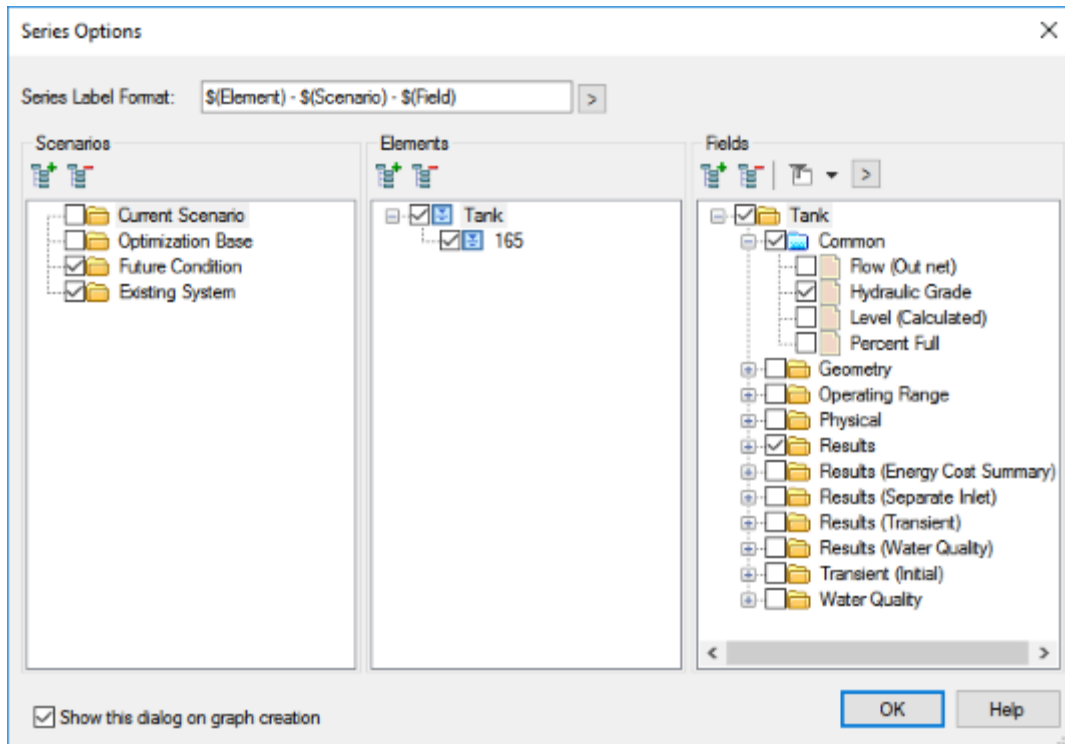 Series Options
Series Label Format: $(Element) - $(Scenario) - $(Field) >
Scenarios
Current Scenario
Optimization Base
Future Condition
Existing System
Elements
Tank
165
Fields
>
Tank
Common
Flow (Out net)
Hydraulic Grade
Level (Calculated)
Percent Full
Geometry
Operating Range
Physical
Results
Results (Energy Cost Summary)
Results (Separate Inlet)
Results (Transient)
Results (Water Quality)
Transient (Initial)
Water Quality
Show this dialog on graph creation
OK
Help